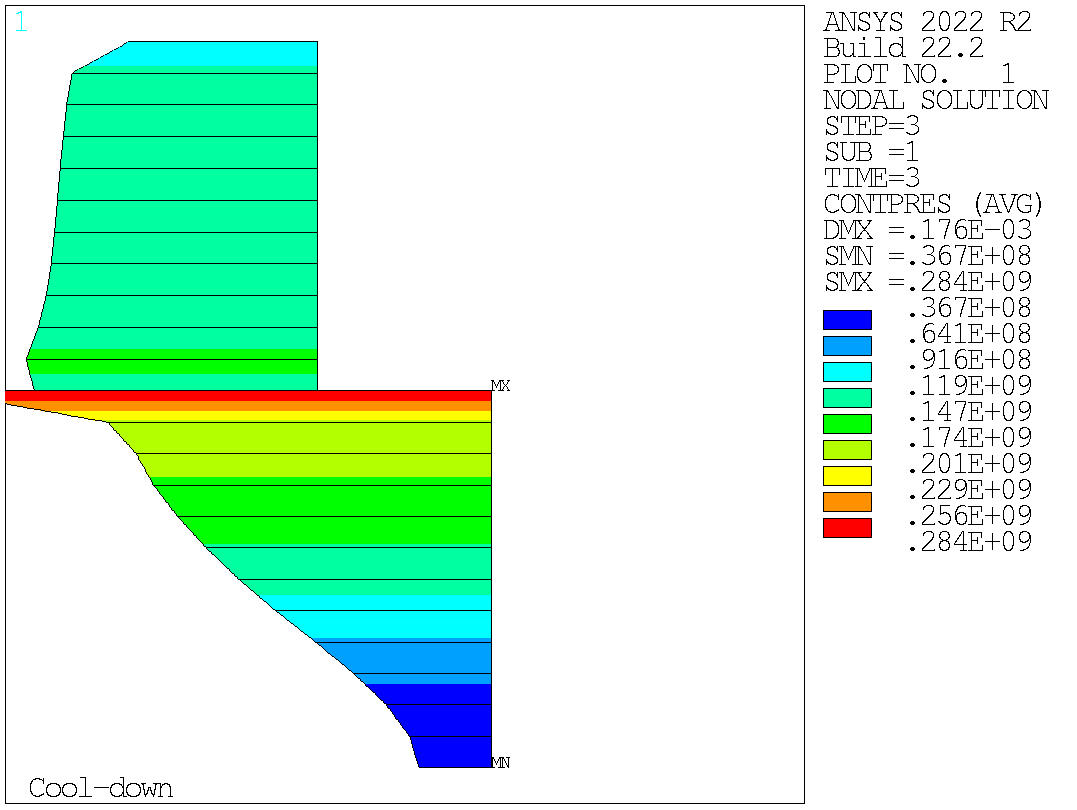 1
ANSYS 2022 R2
Build 22.2
PLOT NO. 1
NODAL SOLUTION
STEP=3
SUB =1
TIME=3
CONTPRES (AVG)
DMX =.176E-03
SMN =.367E+08
SMX =.284E+09
.367E+08
.641E+08
.916E+08
.119E+09
.147E+09
.174E+09
.201E+09
.229E+09
.256E+09
.284E+09
MX
MN
Cool-down